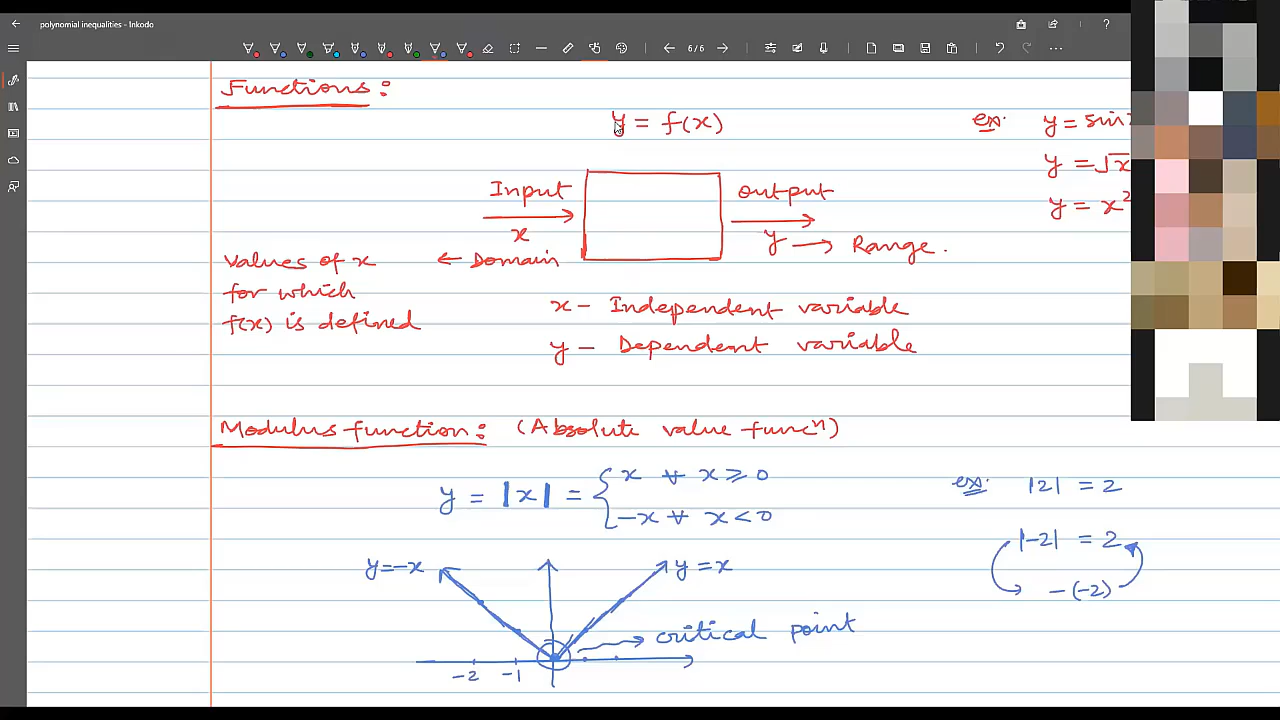 polynomial inequalities - Inkodo
6/6
Functions :
y = f(x)
ex: y = sin
y = √x
y = x²
Input
x
output
y → Range.
values of x ← Domain
for which
f(x) is defined
x - Independent variable
y - Dependent variable
Modulus function : (Absolute value funcⁿ)
y = |x| = { x ∀ x ⩾ 0
-x ∀ x < 0
ex: |2| = 2
|-2| = 2
-(-2)
y=-x
y = x
critical point
-2 -1